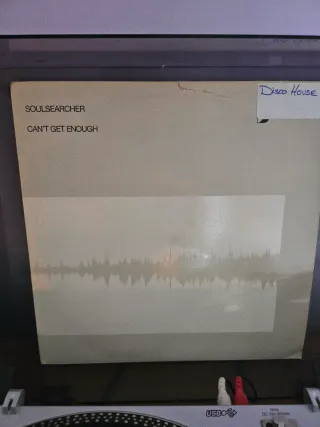 SOULSEARCHER
CAN'T GET ENOUGH
DISCO HOUSE
USB